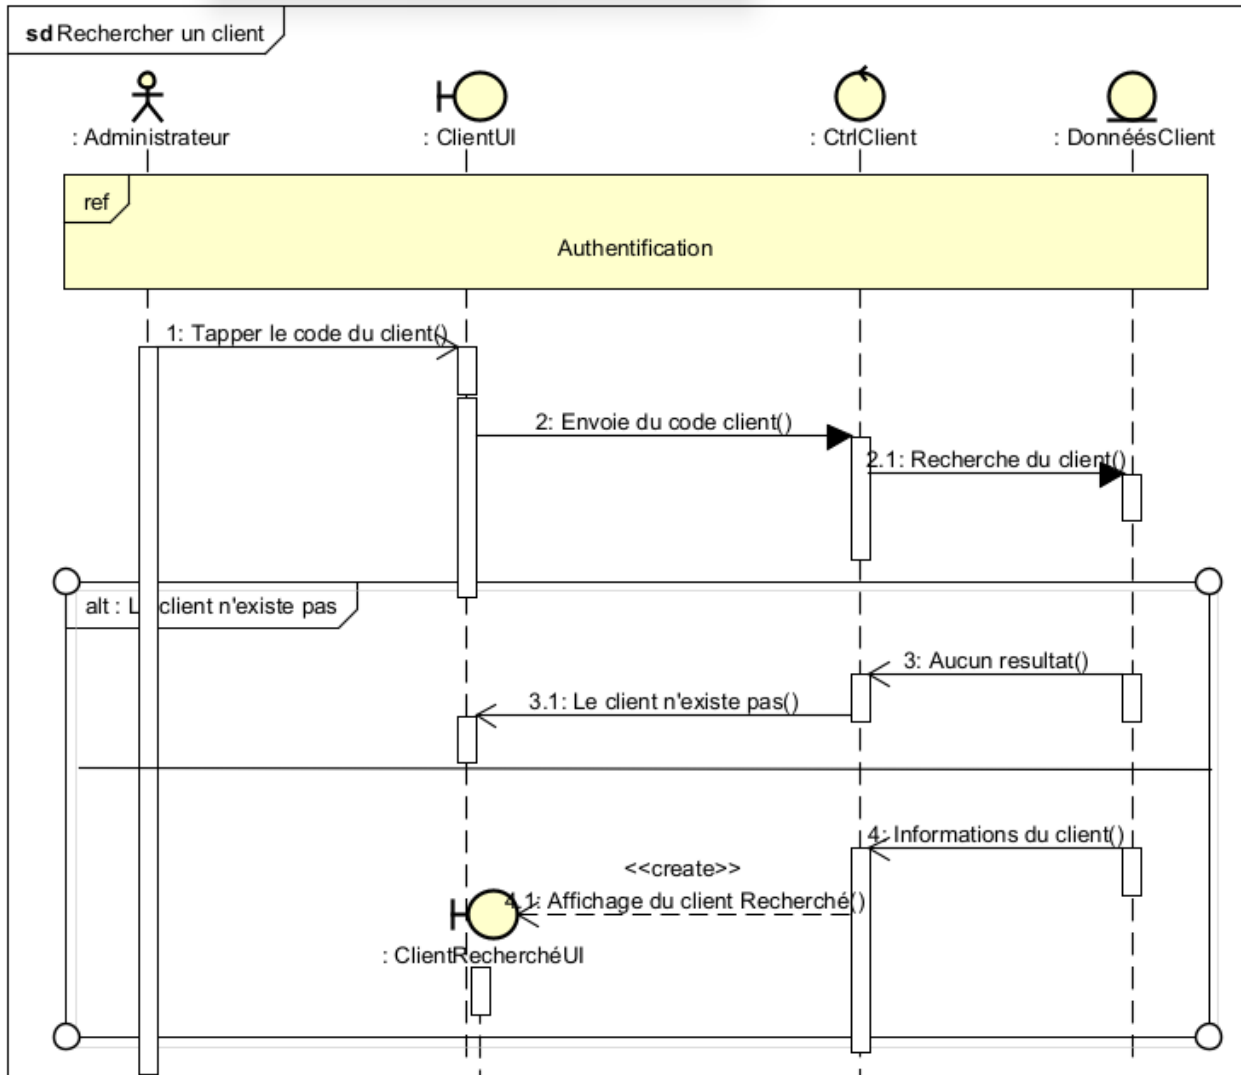 sd Rechercher un client
: Administrateur
: ClientUI
: CtrlClient
: DonnéésClient
ref
Authentification
1: Tapper le code du client()
2: Envoie du code client()
2.1: Recherche du client()
alt : Le client n'existe pas
3: Aucun resultat()
3.1: Le client n'existe pas()
4: Informations du client()
<<create>>
4.1: Affichage du client Recherché()
: ClientRecherchéUI